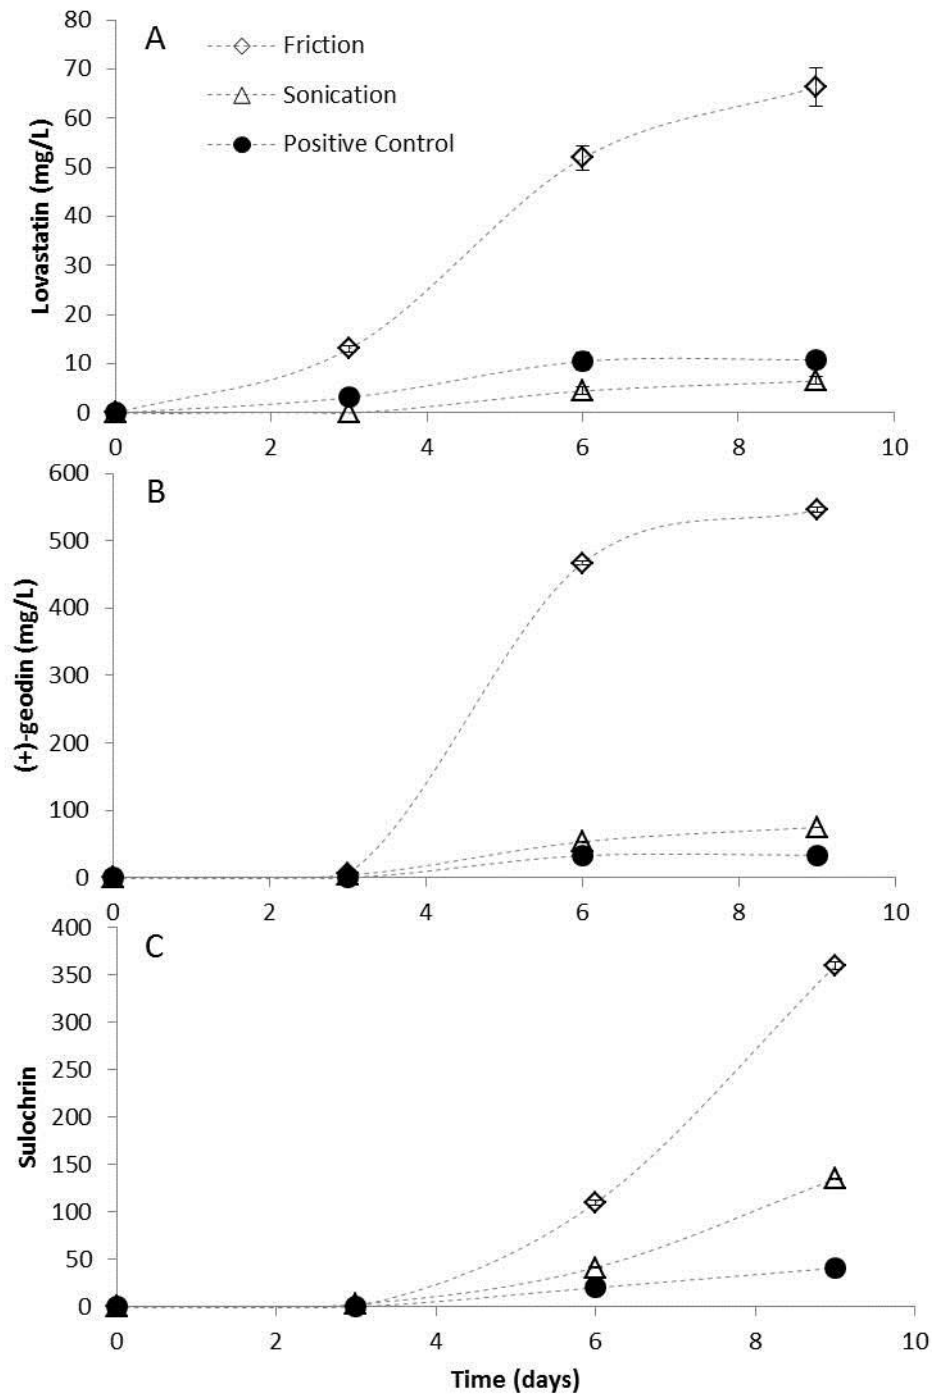 A
Friction
Sonication
Positive Control
Lovastatin (mg/L)
80
70
60
50
40
30
20
10
0
0 2 4 6 8 10
B
(+)-geodin (mg/L)
600
500
400
300
200
100
0
0 2 4 6 8 10
C
Sulochrin
400
350
300
250
200
150
100
50
0
0 2 4 6 8 10
Time (days)